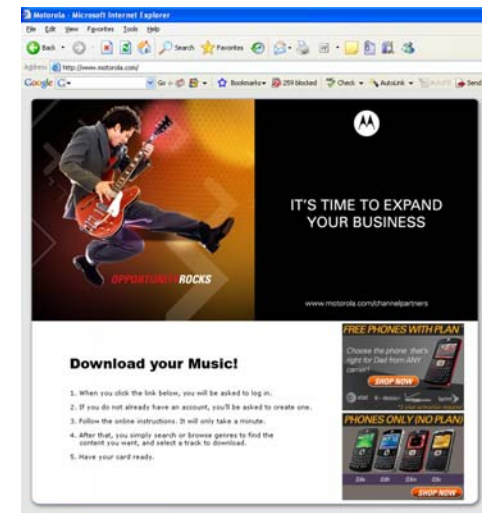 Motorola - Microsoft Internet Explorer
File Edit View Favorites Tools Help
Back Search Favorites
Address http://www.motorola.com/
Google G Go Bookmarks 259 blocked Check AutoLink Send
IT'S TIME TO EXPAND
YOUR BUSINESS
OPPORTUNITY ROCKS
www.motorola.com/channelpartners
Download your Music!
1. When you click the link below, you will be asked to log in.
2. If you do not already have an account, you'll be asked to create one.
3. Follow the online instructions. It will only take a minute.
4. After that, you simply search or browse genres to find the
content you want, and select a track to download.
5. Have your card ready.
FREE PHONES WITH PLAN
Choose the phone that's
right for Dad from ANY
carrier!
SHOP NOW
at&t T-Mobile Sprint
PHONES ONLY (NO PLAN)
SHOP NOW